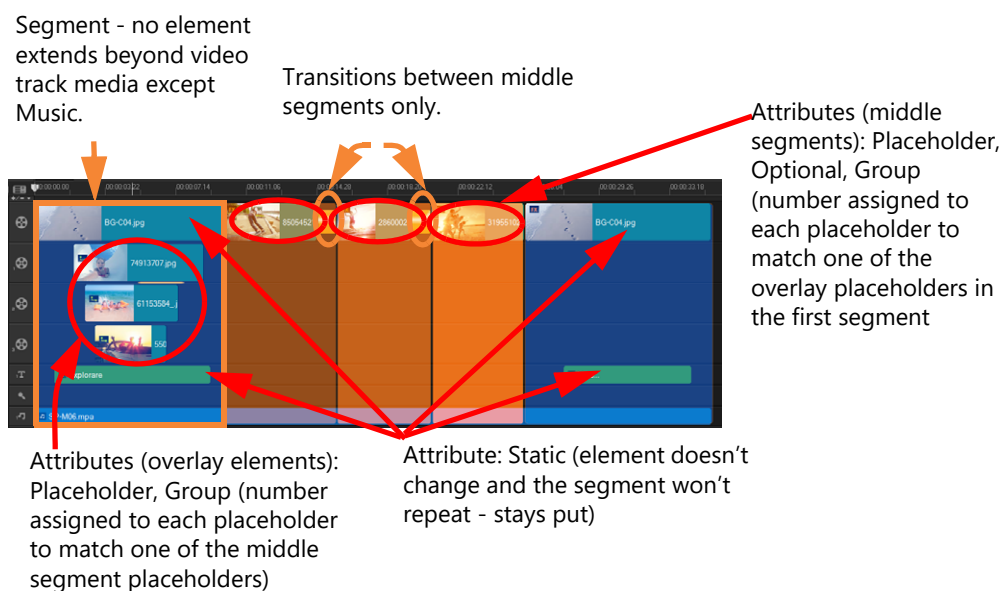 Segment - no element
extends beyond video
track media except
Music.
Transitions between middle
segments only.
Attributes (middle
segments): Placeholder,
Optional, Group
(number assigned to
each placeholder to
match one of the
overlay placeholders in
the first segment
00:00:00.00 00:00:03.22 00:00:07.14 00:00:11.06 00:00:14.28 00:00:18.20 00:00:22.12 00:00:29.26 00:00:33.18
BG-C04.jpg 8505452 2860002 3195510 BG-C04.jpg
74913707.jpg
61153584_
550
SP-M06.mpa
Attributes (overlay elements):
Placeholder, Group (number
assigned to each placeholder
to match one of the middle
segment placeholders)
Attribute: Static (element doesn’t
change and the segment won’t
repeat - stays put)